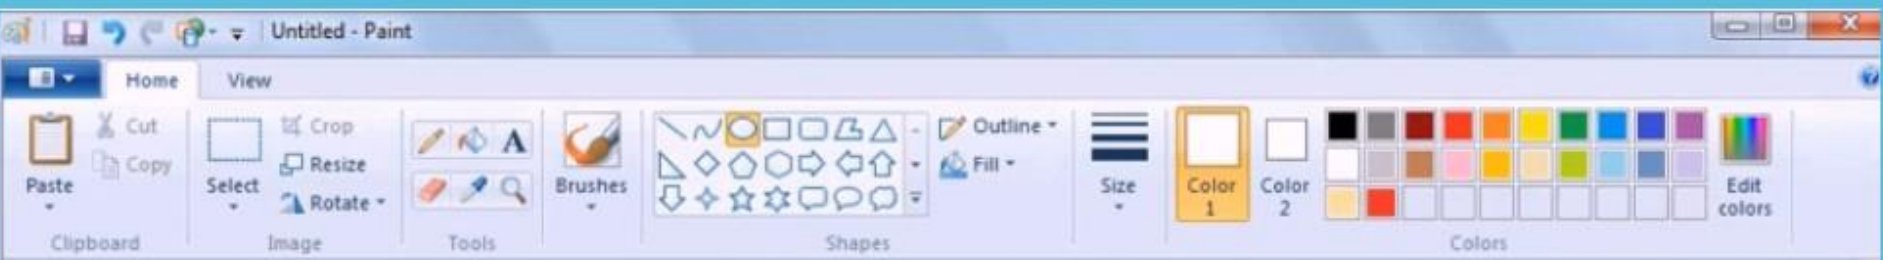 Untitled - Paint
Home View
Paste
Cut
Copy
Clipboard
Select
Crop
Resize
Rotate
Image
A
Tools
Brushes
Outline
Fill
Shapes
Size
Color
1
Color
2
Edit
colors
Colors